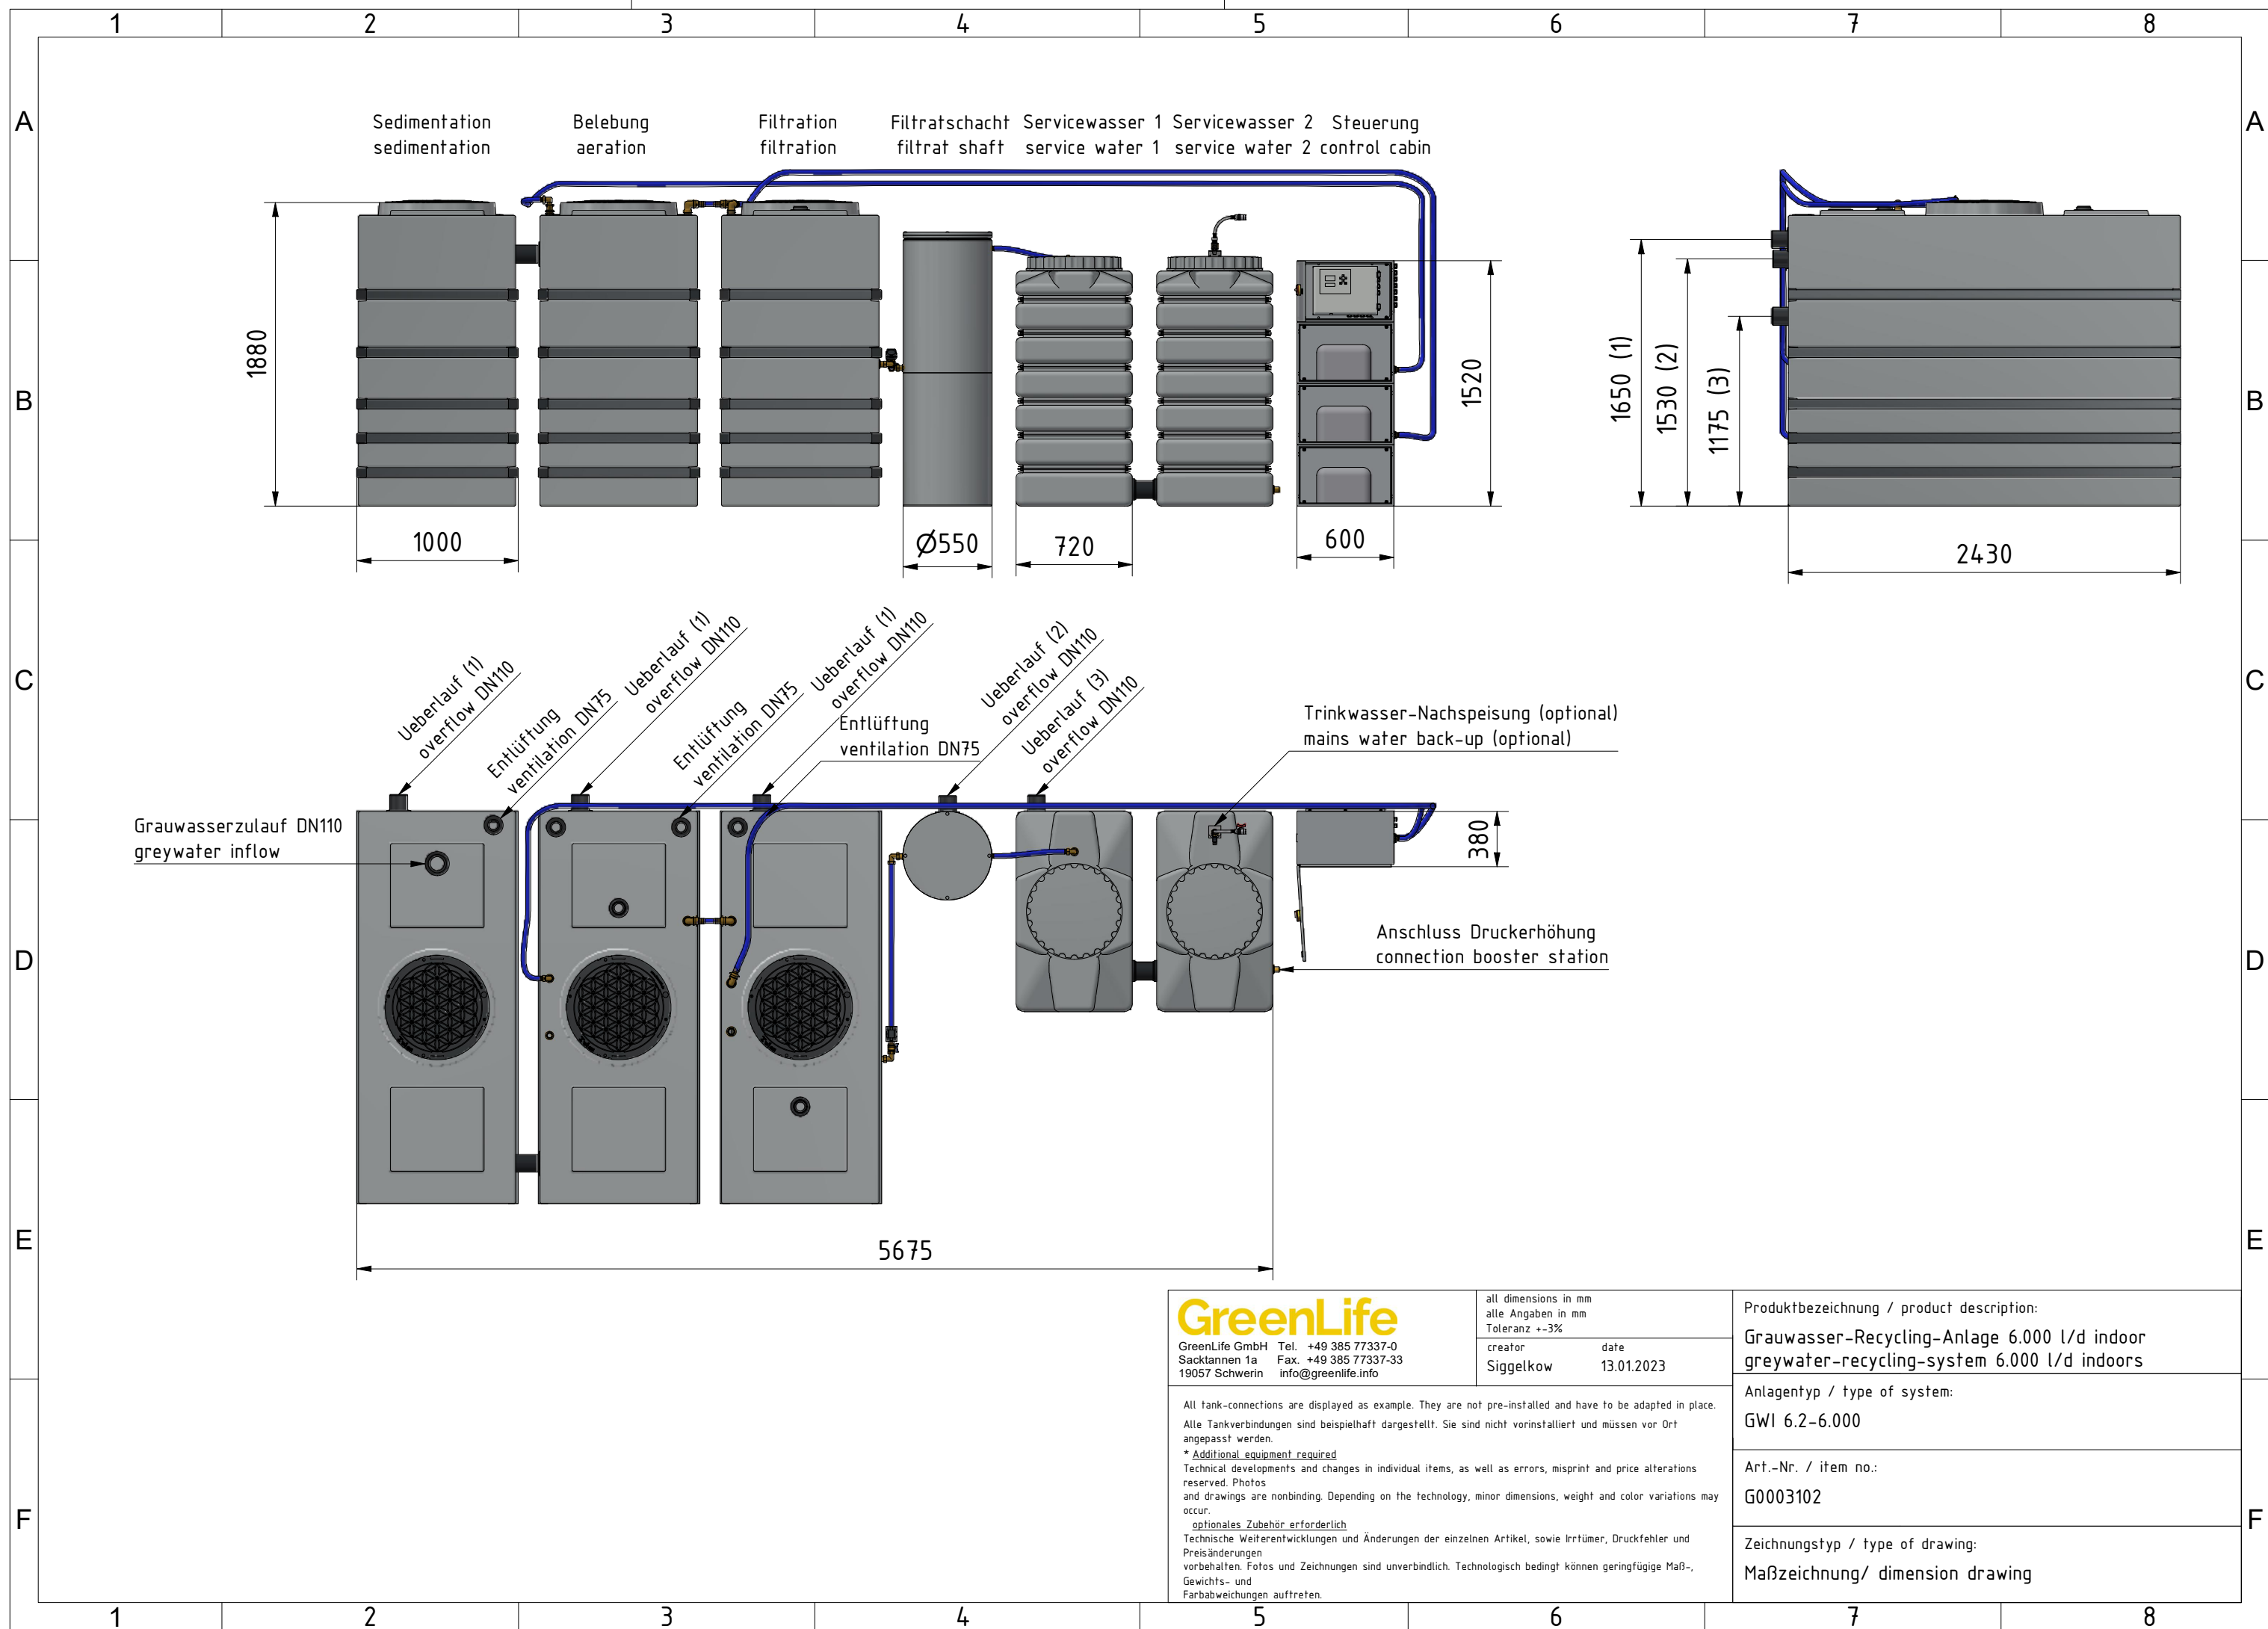 1 2 3 4 5 6 7 8
A
B
C
D
E
F
A
B
C
D
E
F
Sedimentation
sedimentation
Belebung
aeration
Filtration
filtration
Filtratschacht
filtrat shaft
Servicewasser 1
service water 1
Servicewasser 2
service water 2
Steuerung
control cabin
1880
1000
Ø550
720
600
1520
1650 (1)
1530 (2)
1175 (3)
2430
Ueberlauf (1)
overflow DN110
Entlüftung
ventilation DN75
Ueberlauf (1)
overflow DN110
Entlüftung
ventilation DN75
Ueberlauf (1)
overflow DN110
Entlüftung
ventilation DN75
Ueberlauf (2)
overflow DN110
Ueberlauf (3)
overflow DN110
Trinkwasser-Nachspeisung (optional)
mains water back-up (optional)
Grauwasserzulauf DN110
greywater inflow
380
Anschluss Druckerhöhung
connection booster station
5675
GreenLife
GreenLife GmbH Tel. +49 385 77337-0
Sacktannen 1a Fax. +49 385 77337-33
19057 Schwerin info@greenlife.info
all dimensions in mm
alle Angaben in mm
Toleranz +-3%
creator date
Siggelkow 13.01.2023
All tank-connections are displayed as example. They are not pre-installed and have to be adapted in place.
Alle Tankverbindungen sind beispielhaft dargestellt. Sie sind nicht vorinstalliert und müssen vor Ort
angepasst werden.
* Additional equipment required
Technical developments and changes in individual items, as well as errors, misprint and price alterations
reserved. Photos
and drawings are nonbinding. Depending on the technology, minor dimensions, weight and color variations may
occur.
optionales Zubehör erforderlich
Technische Weiterentwicklungen und Änderungen der einzelnen Artikel, sowie Irrtümer, Druckfehler und
Preisänderungen
vorbehalten. Fotos und Zeichnungen sind unverbindlich. Technologisch bedingt können geringfügige Maß-,
Gewichts- und
Farbabweichungen auftreten.
Produktbezeichnung / product description:
Grauwasser-Recycling-Anlage 6.000 l/d indoor
greywater-recycling-system 6.000 l/d indoors
Anlagentyp / type of system:
GWI 6.2-6.000
Art.-Nr. / item no.:
G0003102
Zeichnungstyp / type of drawing:
Maßzeichnung/ dimension drawing
1 2 3 4 5 6 7 8